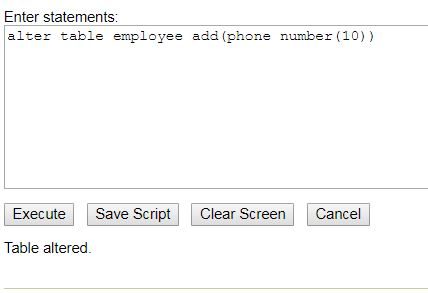 Enter statements:
alter table employee add(phone number(10))
Execute Save Script Clear Screen Cancel
Table altered.